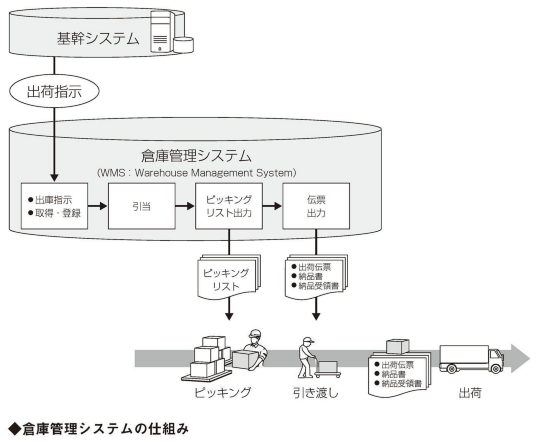 基幹システム
出荷指示
倉庫管理システム
(WMS：Warehouse Management System)
●出庫指示
●取得・登録
引当
ピッキング
リスト出力
伝票
出力
ピッキング
リスト
●出荷伝票
●納品書
●納品受領書
●出荷伝票
●納品書
●納品受領書
ピッキング
引き渡し
出荷
◆倉庫管理システムの仕組み